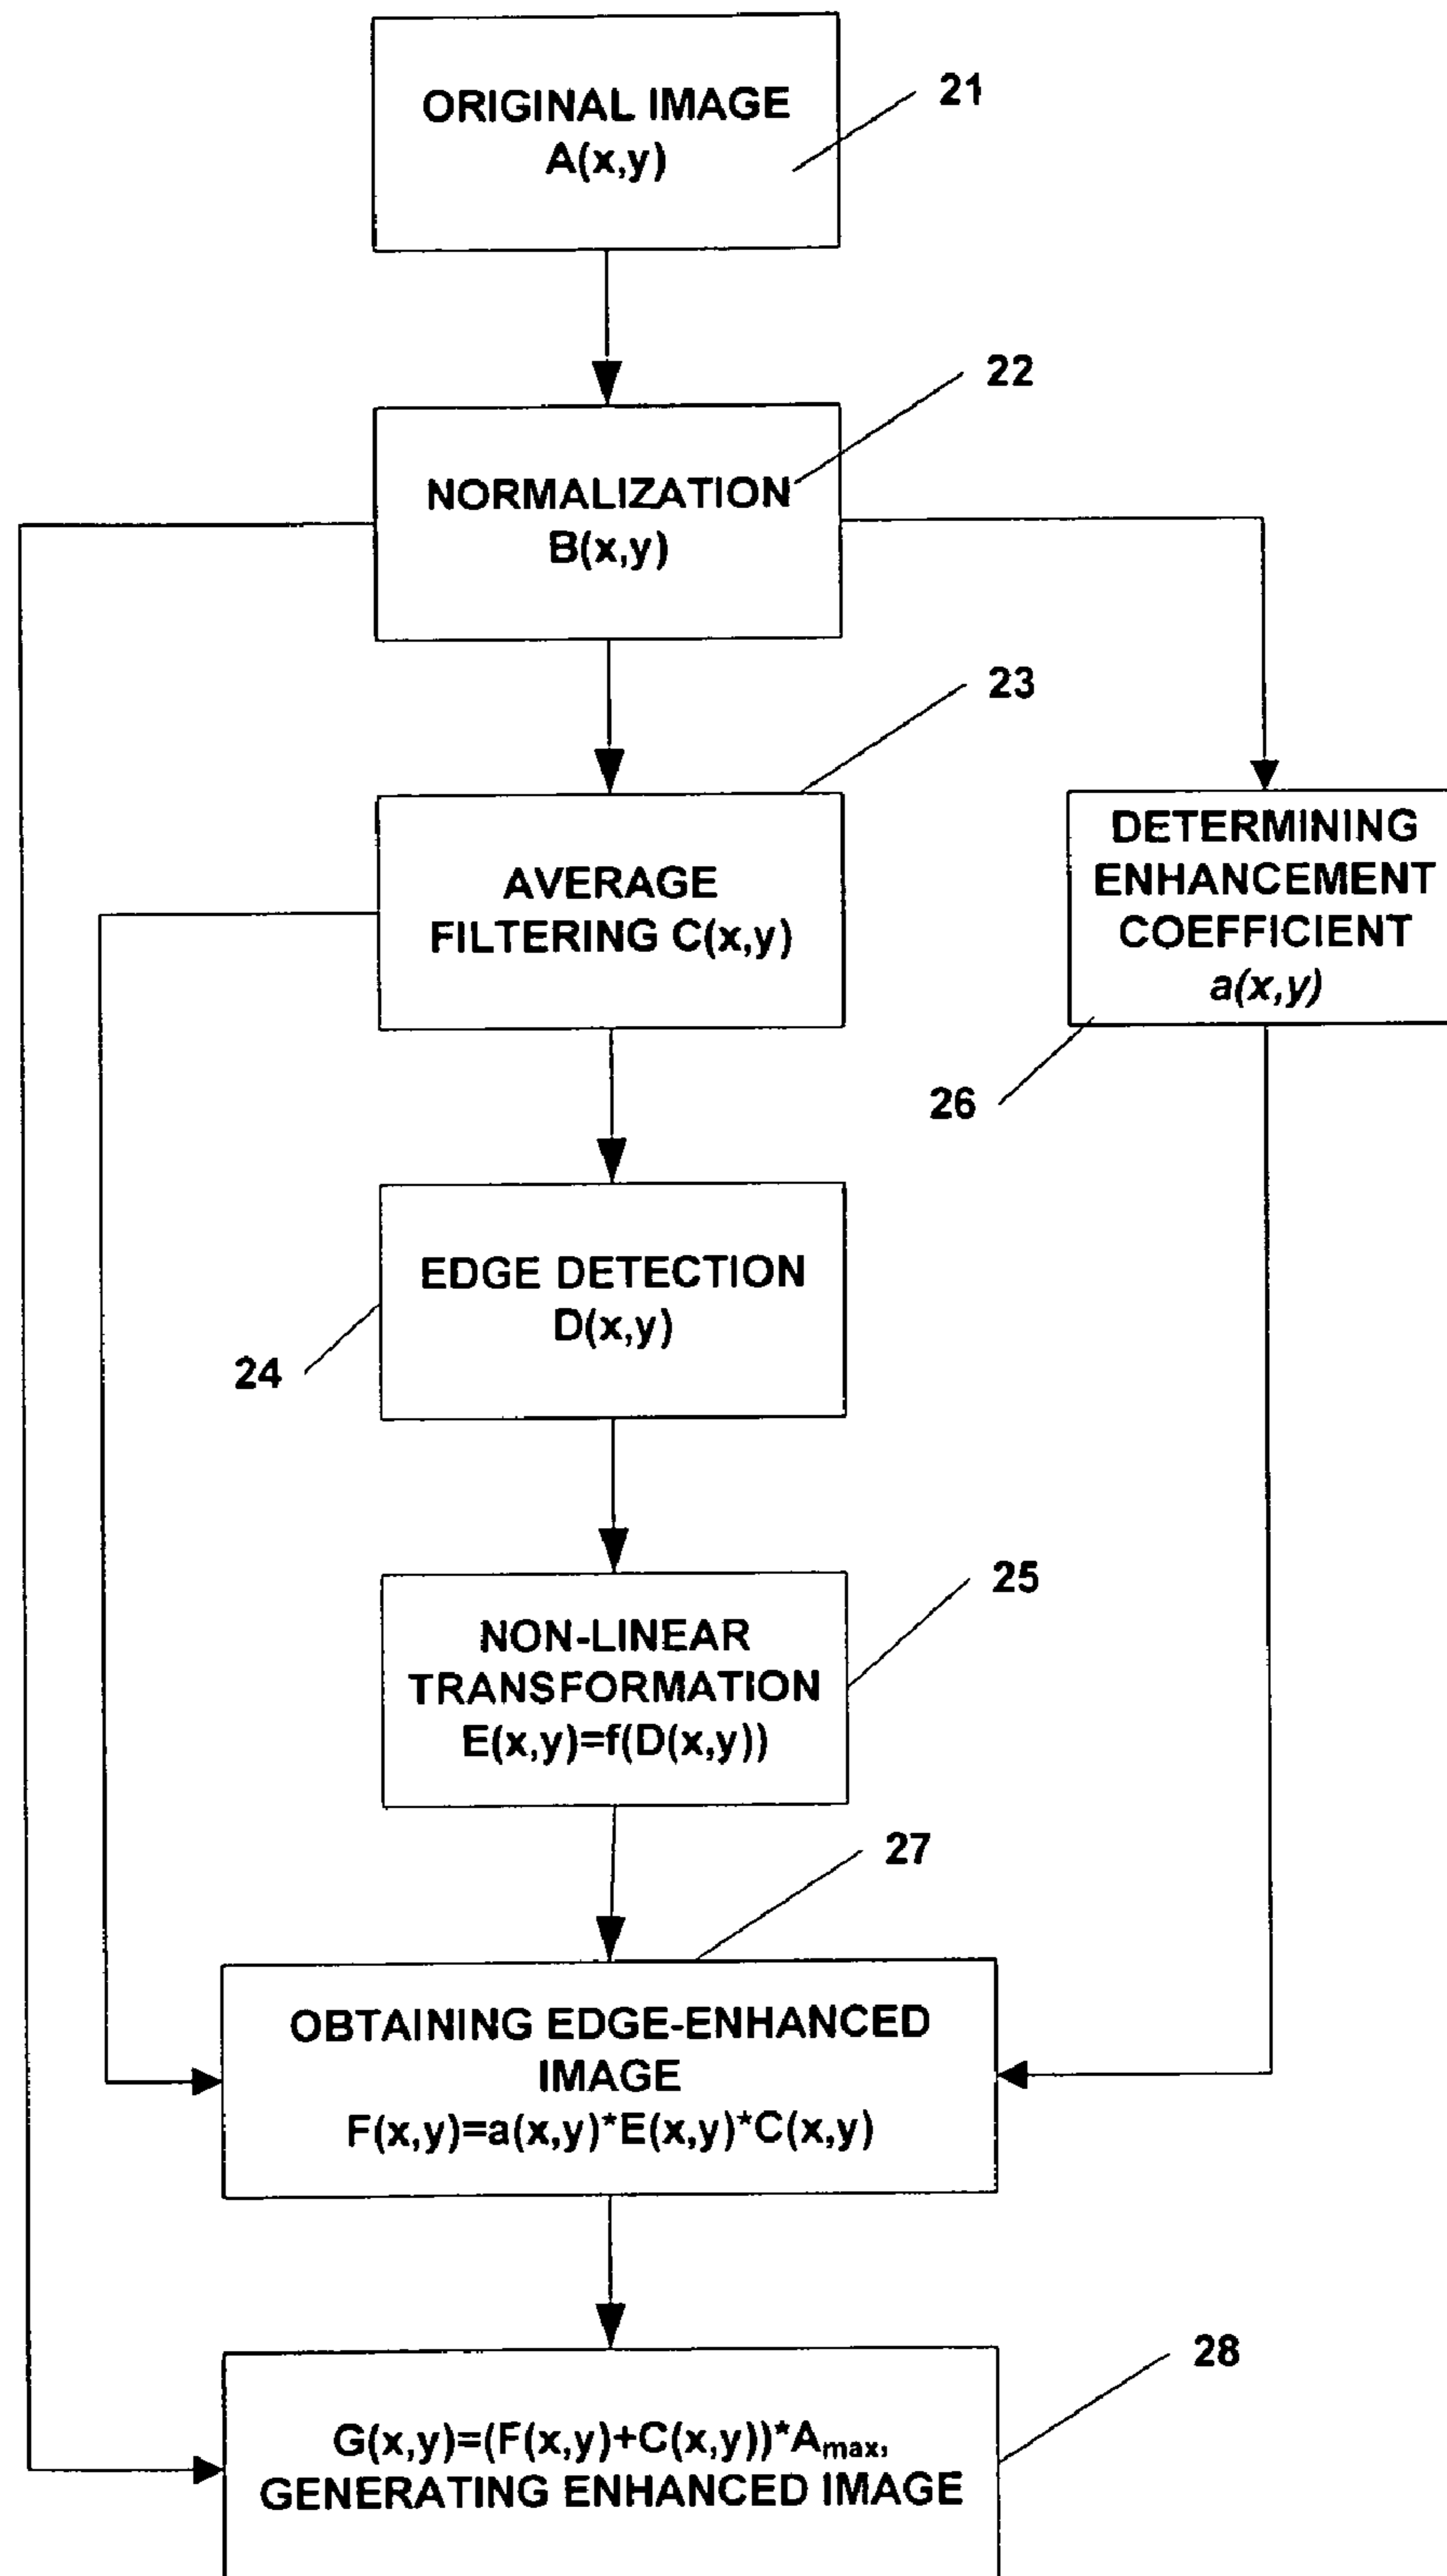 ORIGINAL IMAGE
A(x,y)
21
22
NORMALIZATION
B(x,y)
23
AVERAGE
FILTERING C(x,y)
DETERMINING
ENHANCEMENT
COEFFICIENT
a(x,y)
26
EDGE DETECTION
D(x,y)
24
25
NON-LINEAR
TRANSFORMATION
E(x,y)=f(D(x,y))
27
OBTAINING EDGE-ENHANCED
IMAGE
F(x,y)=a(x,y)*E(x,y)*C(x,y)
28
G(x,y)=(F(x,y)+C(x,y))*Amax,
GENERATING ENHANCED IMAGE